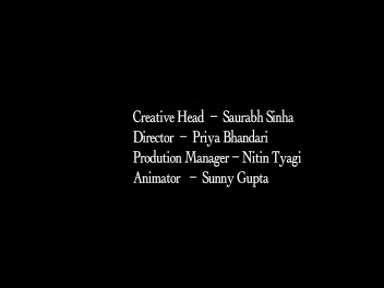 Creative Head – Saurabh Sinha
Director – Priya Bhandari
Prodution Manager – Nitin Tyagi
Animator – Sunny Gupta